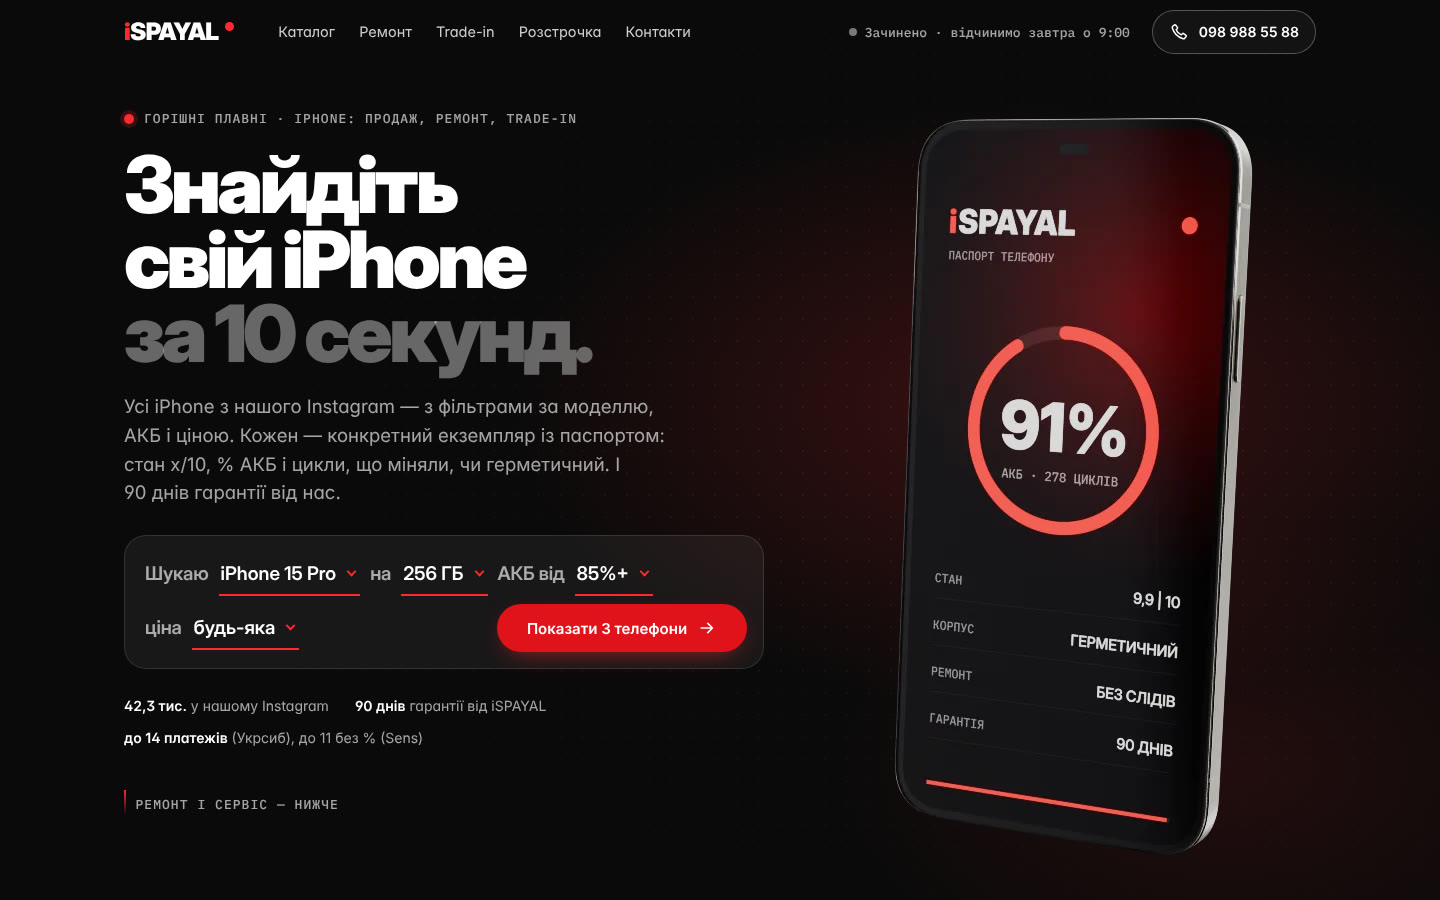 iSPAYAL
Каталог Ремонт Trade-in Розстрочка Контакти
Зачинено · відчинимо завтра о 9:00
098 988 55 88
ГОРІШНІ ПЛАВНІ · IPHONE: ПРОДАЖ, РЕМОНТ, TRADE-IN
Знайдіть
свій iPhone
за 10 секунд.
Усі iPhone з нашого Instagram — з фільтрами за моделлю,
АКБ і ціною. Кожен — конкретний екземпляр із паспортом:
стан x/10, % АКБ і цикли, що міняли, чи герметичний. І
90 днів гарантії від нас.
Шукаю iPhone 15 Pro на 256 ГБ АКБ від 85%+
ціна будь-яка
Показати 3 телефони →
42,3 тис. у нашому Instagram 90 днів гарантії від iSPAYAL
до 14 платежів (Укрсиб), до 11 без % (Sens)
РЕМОНТ І СЕРВІС — НИЖЧЕ
iSPAYAL
ПАСПОРТ ТЕЛЕФОНУ
91%
АКБ · 278 ЦИКЛІВ
СТАН 9,9 | 10
КОРПУС ГЕРМЕТИЧНИЙ
РЕМОНТ БЕЗ СЛІДІВ
ГАРАНТІЯ 90 ДНІВ